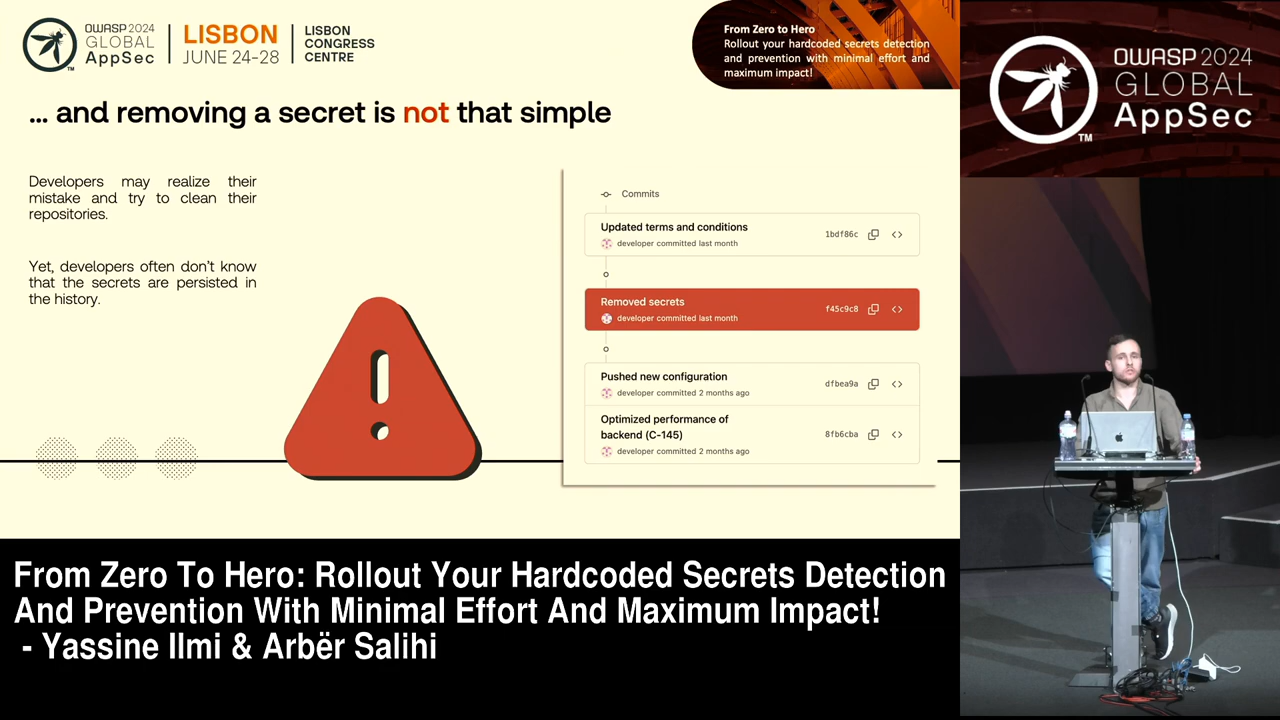 OWASP 2024
GLOBAL
AppSec
TM
LISBON
JUNE 24-28
LISBON
CONGRESS
CENTRE
From Zero to Hero
Rollout your hardcoded secrets detection
and prevention with minimal effort and
maximum impact!
OWASP 2024
GLOBAL
AppSec
TM
... and removing a secret is not that simple
Developers may realize their
mistake and try to clean their
repositories.
Yet, developers often don't know
that the secrets are persisted in
the history.
Commits
Updated terms and conditions
developer committed last month
1bdf86c
Removed secrets
developer committed last month
f45c9c8
Pushed new configuration
developer committed 2 months ago
dfbea9a
Optimized performance of
backend (C-145)
developer committed 2 months ago
8fb6cba
From Zero To Hero: Rollout Your Hardcoded Secrets Detection
And Prevention With Minimal Effort And Maximum Impact!
- Yassine Ilmi & Arbër Salihi